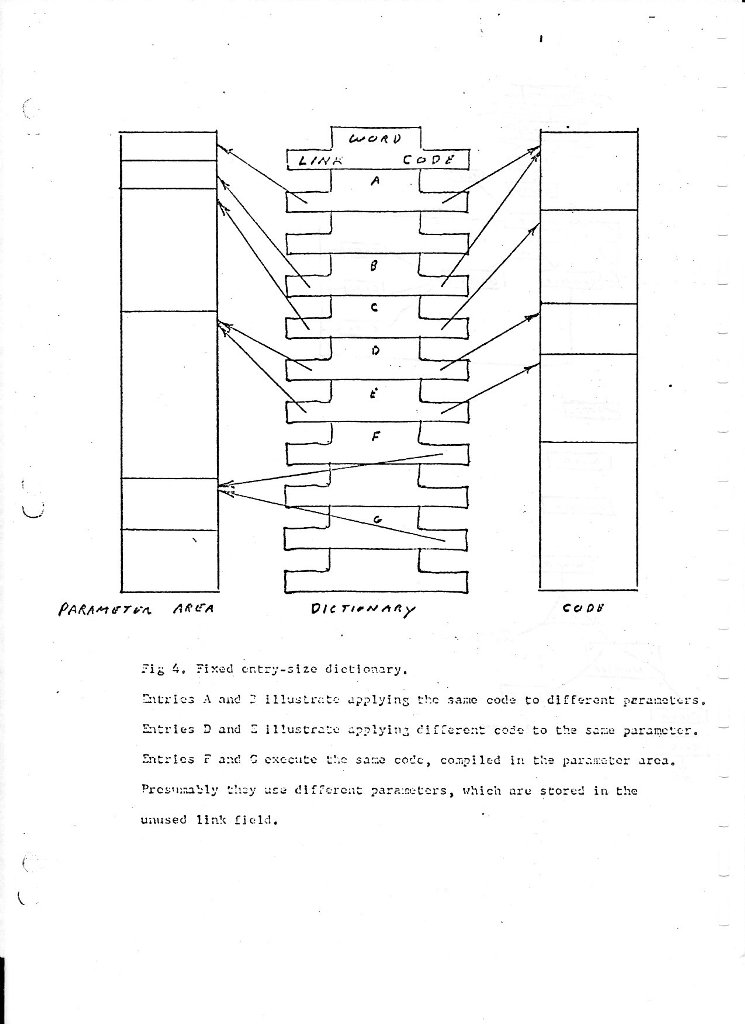 WORD
LINK CODE
A
B
C
D
E
F
G
PARAMETER AREA DICTIONARY CODE
Fig 4. Fixed entry-size dictionary.
Entries A and B illustrate applying the same code to different parameters.
Entries D and E illustrate applying different code to the same parameter.
Entries F and G execute the same code, compiled in the parameter area.
Presumably they use different parameters, which are stored in the
unused link field.